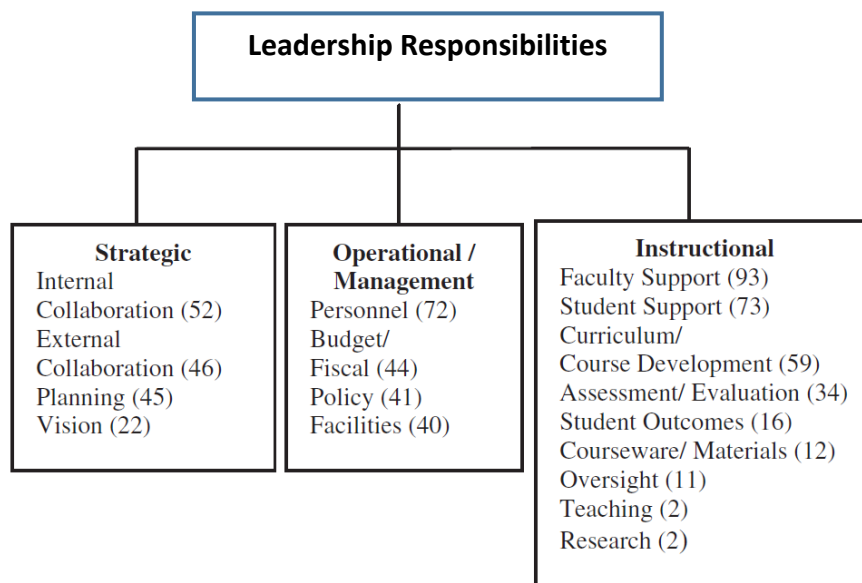 Leadership Responsibilities
Strategic
Internal
Collaboration (52)
External
Collaboration (46)
Planning (45)
Vision (22)
Operational /
Management
Personnel (72)
Budget/
Fiscal (44)
Policy (41)
Facilities (40)
Instructional
Faculty Support (93)
Student Support (73)
Curriculum/
Course Development (59)
Assessment/ Evaluation (34)
Student Outcomes (16)
Courseware/ Materials (12)
Oversight (11)
Teaching (2)
Research (2)